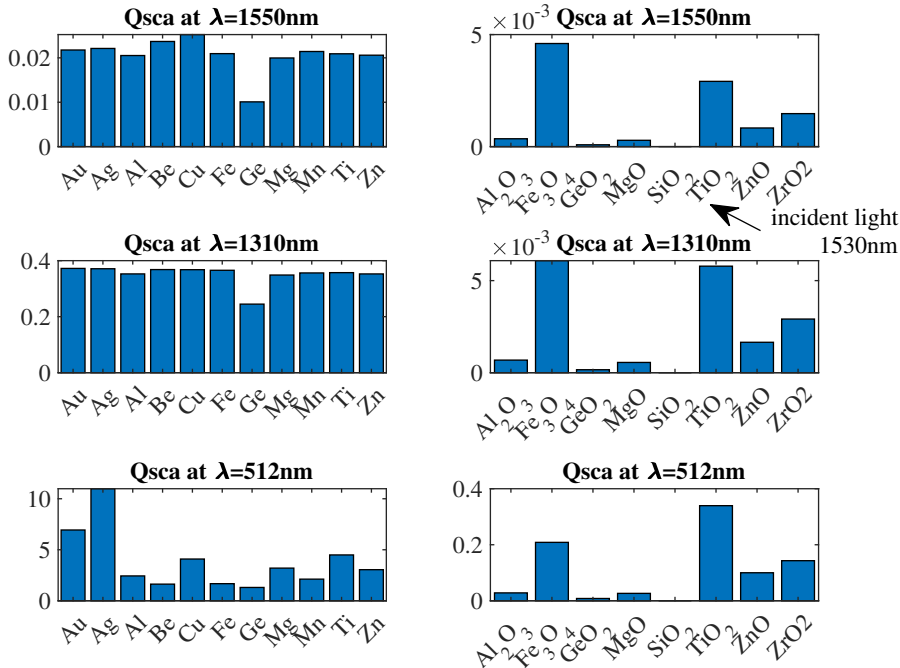 Qsca at λ=1550nm
0.02
0.01
0
Au Ag Al Be Cu Fe Ge Mg Mn Ti Zn
Qsca at λ=1550nm
×10⁻³
5
0
Al₂O₃ Fe₃O₄ GeO₂ MgO SiO₂ TiO₂ ZnO ZrO2
incident light
1530nm
Qsca at λ=1310nm
0.4
0.2
0
Au Ag Al Be Cu Fe Ge Mg Mn Ti Zn
Qsca at λ=1310nm
×10⁻³
5
0
Al₂O₃ Fe₃O₄ GeO₂ MgO SiO₂ TiO₂ ZnO ZrO2
Qsca at λ=512nm
10
5
0
Au Ag Al Be Cu Fe Ge Mg Mn Ti Zn
Qsca at λ=512nm
0.4
0.2
0
Al₂O₃ Fe₃O₄ GeO₂ MgO SiO₂ TiO₂ ZnO ZrO2